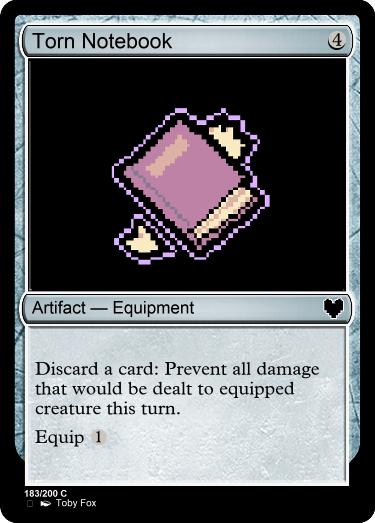 Torn Notebook 4
Artifact — Equipment
Discard a card: Prevent all damage
that would be dealt to equipped
creature this turn.
Equip 1
183/200 C
Toby Fox